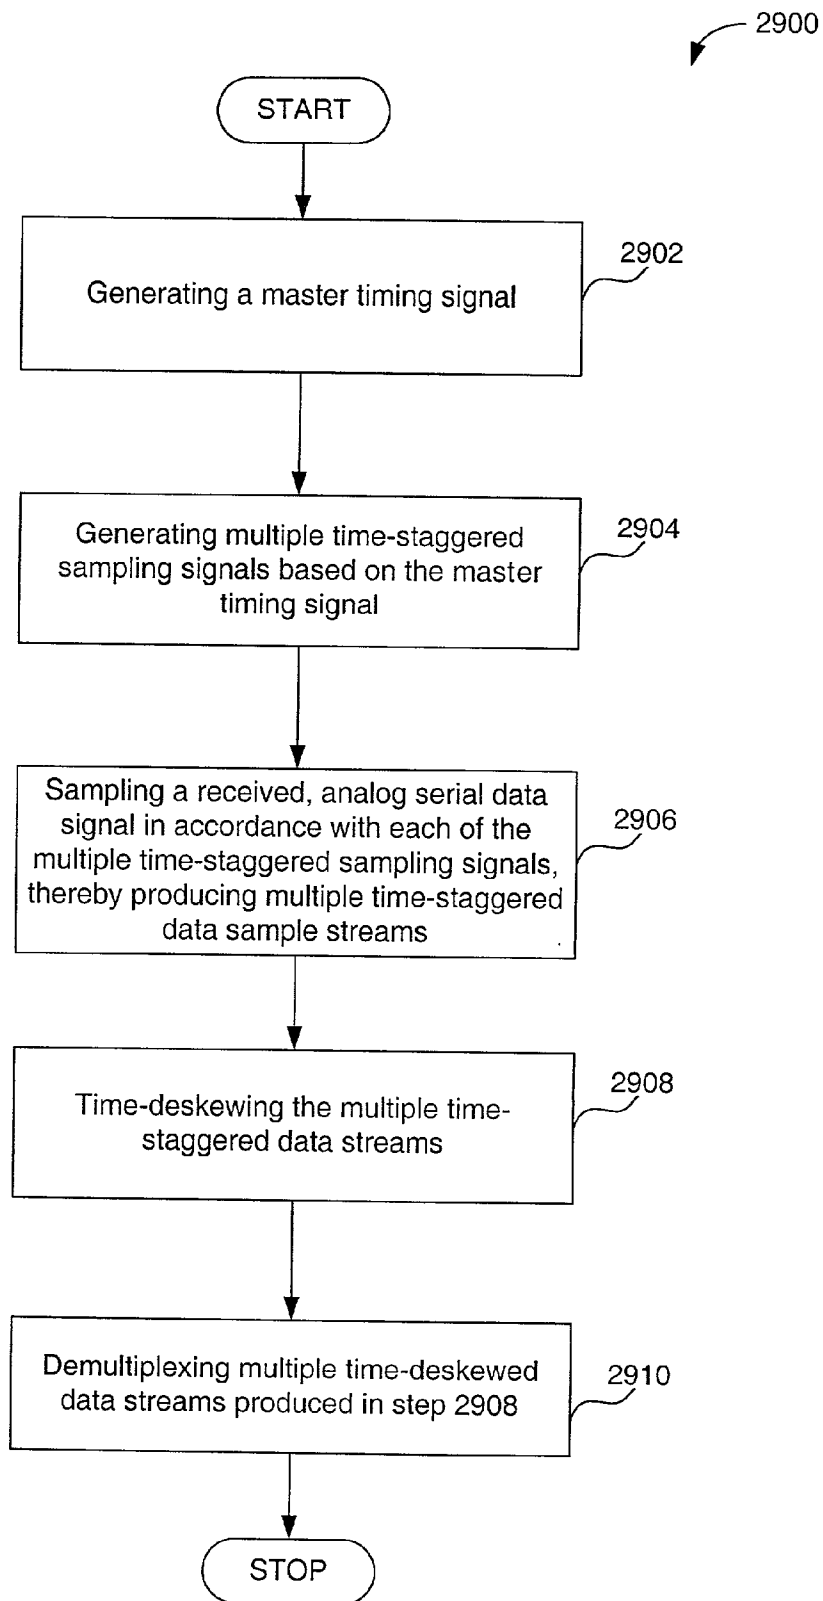 2900
START
2902
Generating a master timing signal
2904
Generating multiple time-staggered
sampling signals based on the master
timing signal
2906
Sampling a received, analog serial data
signal in accordance with each of the
multiple time-staggered sampling signals,
thereby producing multiple time-staggered
data sample streams
2908
Time-deskewing the multiple time-
staggered data streams
2910
Demultiplexing multiple time-deskewed
data streams produced in step 2908
STOP